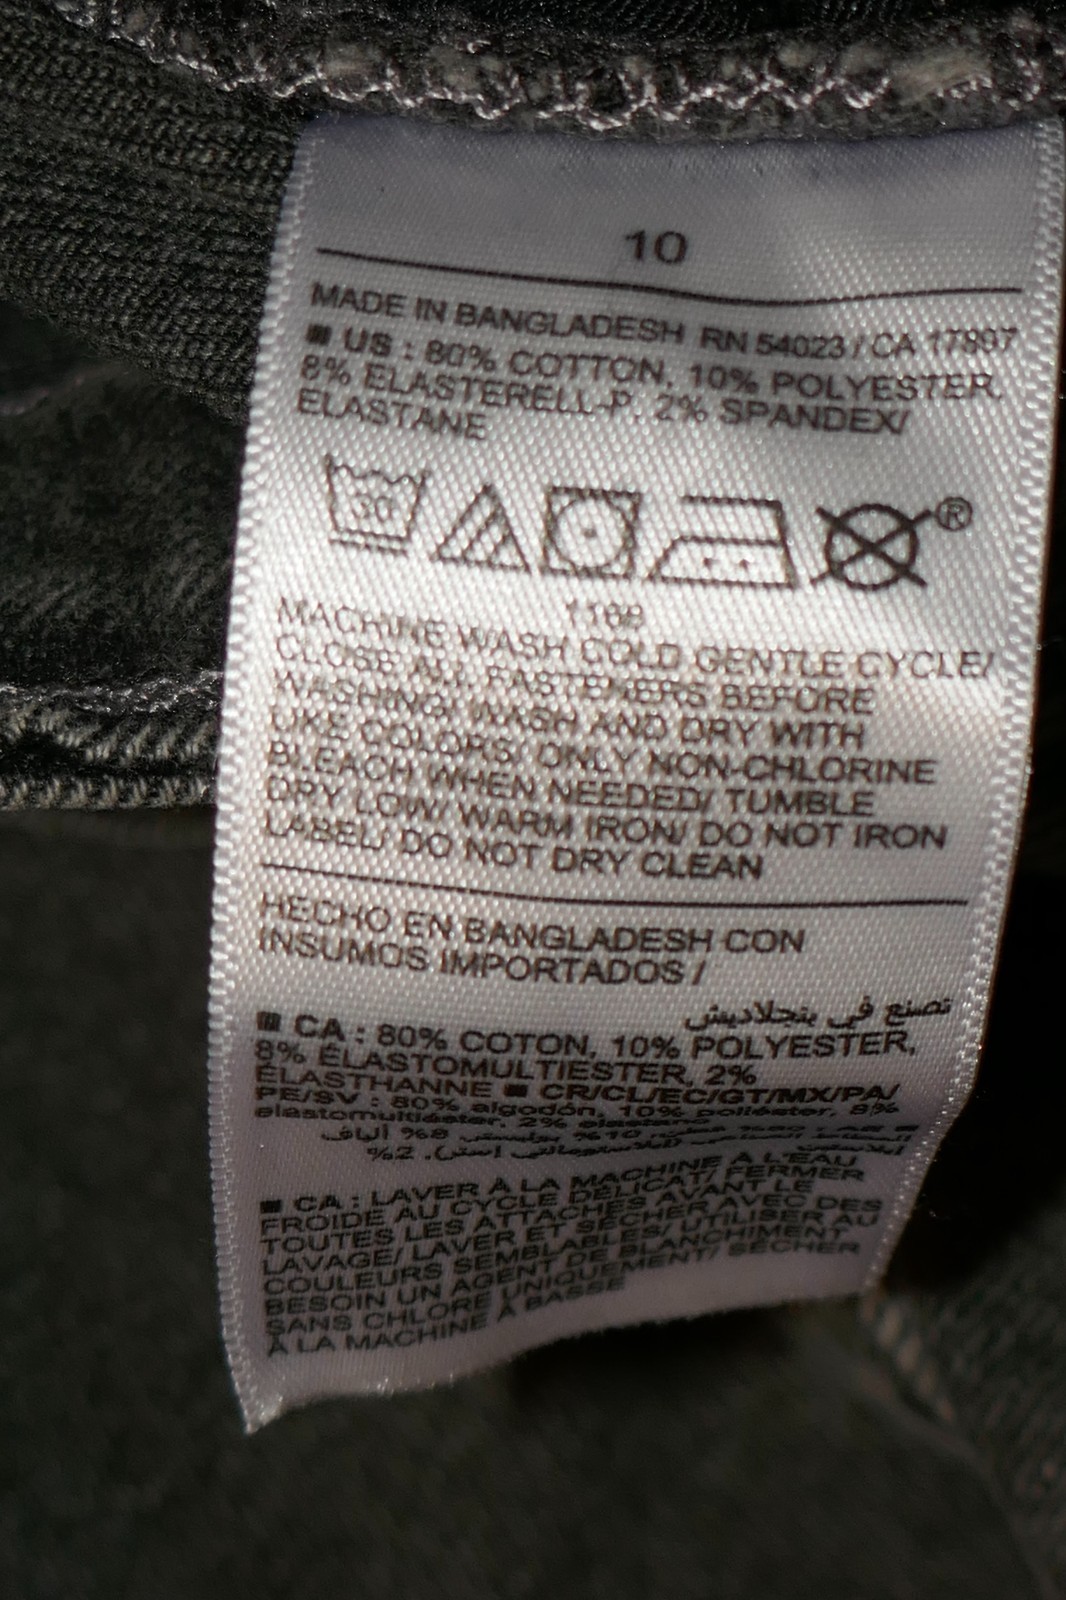 10
MADE IN BANGLADESH RN 54023 / CA 17897
■ US : 80% COTTON, 10% POLYESTER,
8% ELASTERELL-P, 2% SPANDEX/
ELASTANE
30
®
1168
MACHINE WASH COLD GENTLE CYCLE/
CLOSE ALL FASTENERS BEFORE
WASHING/ WASH AND DRY WITH
LIKE COLORS/ ONLY NON-CHLORINE
BLEACH WHEN NEEDED/ TUMBLE
DRY LOW/ WARM IRON/ DO NOT IRON
LABEL/ DO NOT DRY CLEAN
HECHO EN BANGLADESH CON
INSUMOS IMPORTADOS /
تصنع في بنجلاديش
■ CA : 80% COTON, 10% POLYESTER,
8% ÉLASTOMULTIESTER, 2%
ÉLASTHANNE ■ CR/CL/EC/GT/MX/PA/
PE/SV : 80% algodón, 10% poliéster, 8%
elastomultiéster, 2% elastano
10% بوليستر، 8% ألياف
2%
■ CA : LAVER À LA MACHINE À L'EAU
FROIDE AU CYCLE DÉLICAT/ FERMER
TOUTES LES ATTACHES AVANT LE
LAVAGE/ LAVER ET SÉCHER AVEC DES
COULEURS SEMBLABLES/ UTILISER AU
BESOIN UN AGENT DE BLANCHIMENT
SANS CHLORE UNIQUEMENT/ SÉCHER
À LA MACHINE À BASSE